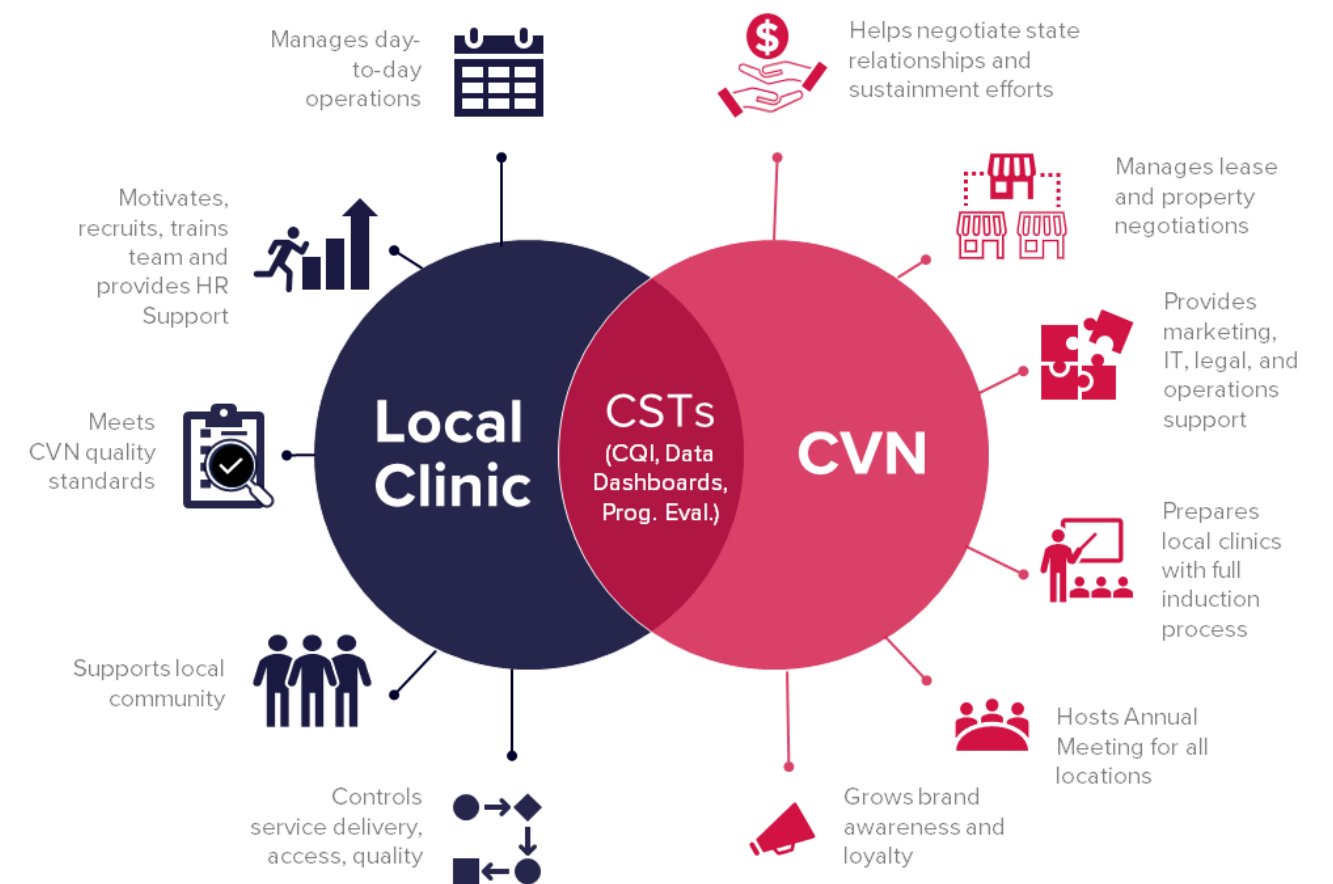 Manages day-
to-day
operations
Motivates,
recruits, trains
team and
provides HR
Support
Meets
CVN quality
standards
Supports local
community
Controls
service delivery,
access, quality
Local
Clinic
CSTs
(CQI, Data
Dashboards,
Prog. Eval.)
CVN
$
Helps negotiate state
relationships and
sustainment efforts
Manages lease
and property
negotiations
Provides
marketing,
IT, legal, and
operations
support
Prepares
local clinics
with full
induction
process
Hosts Annual
Meeting for all
locations
Grows brand
awareness and
loyalty